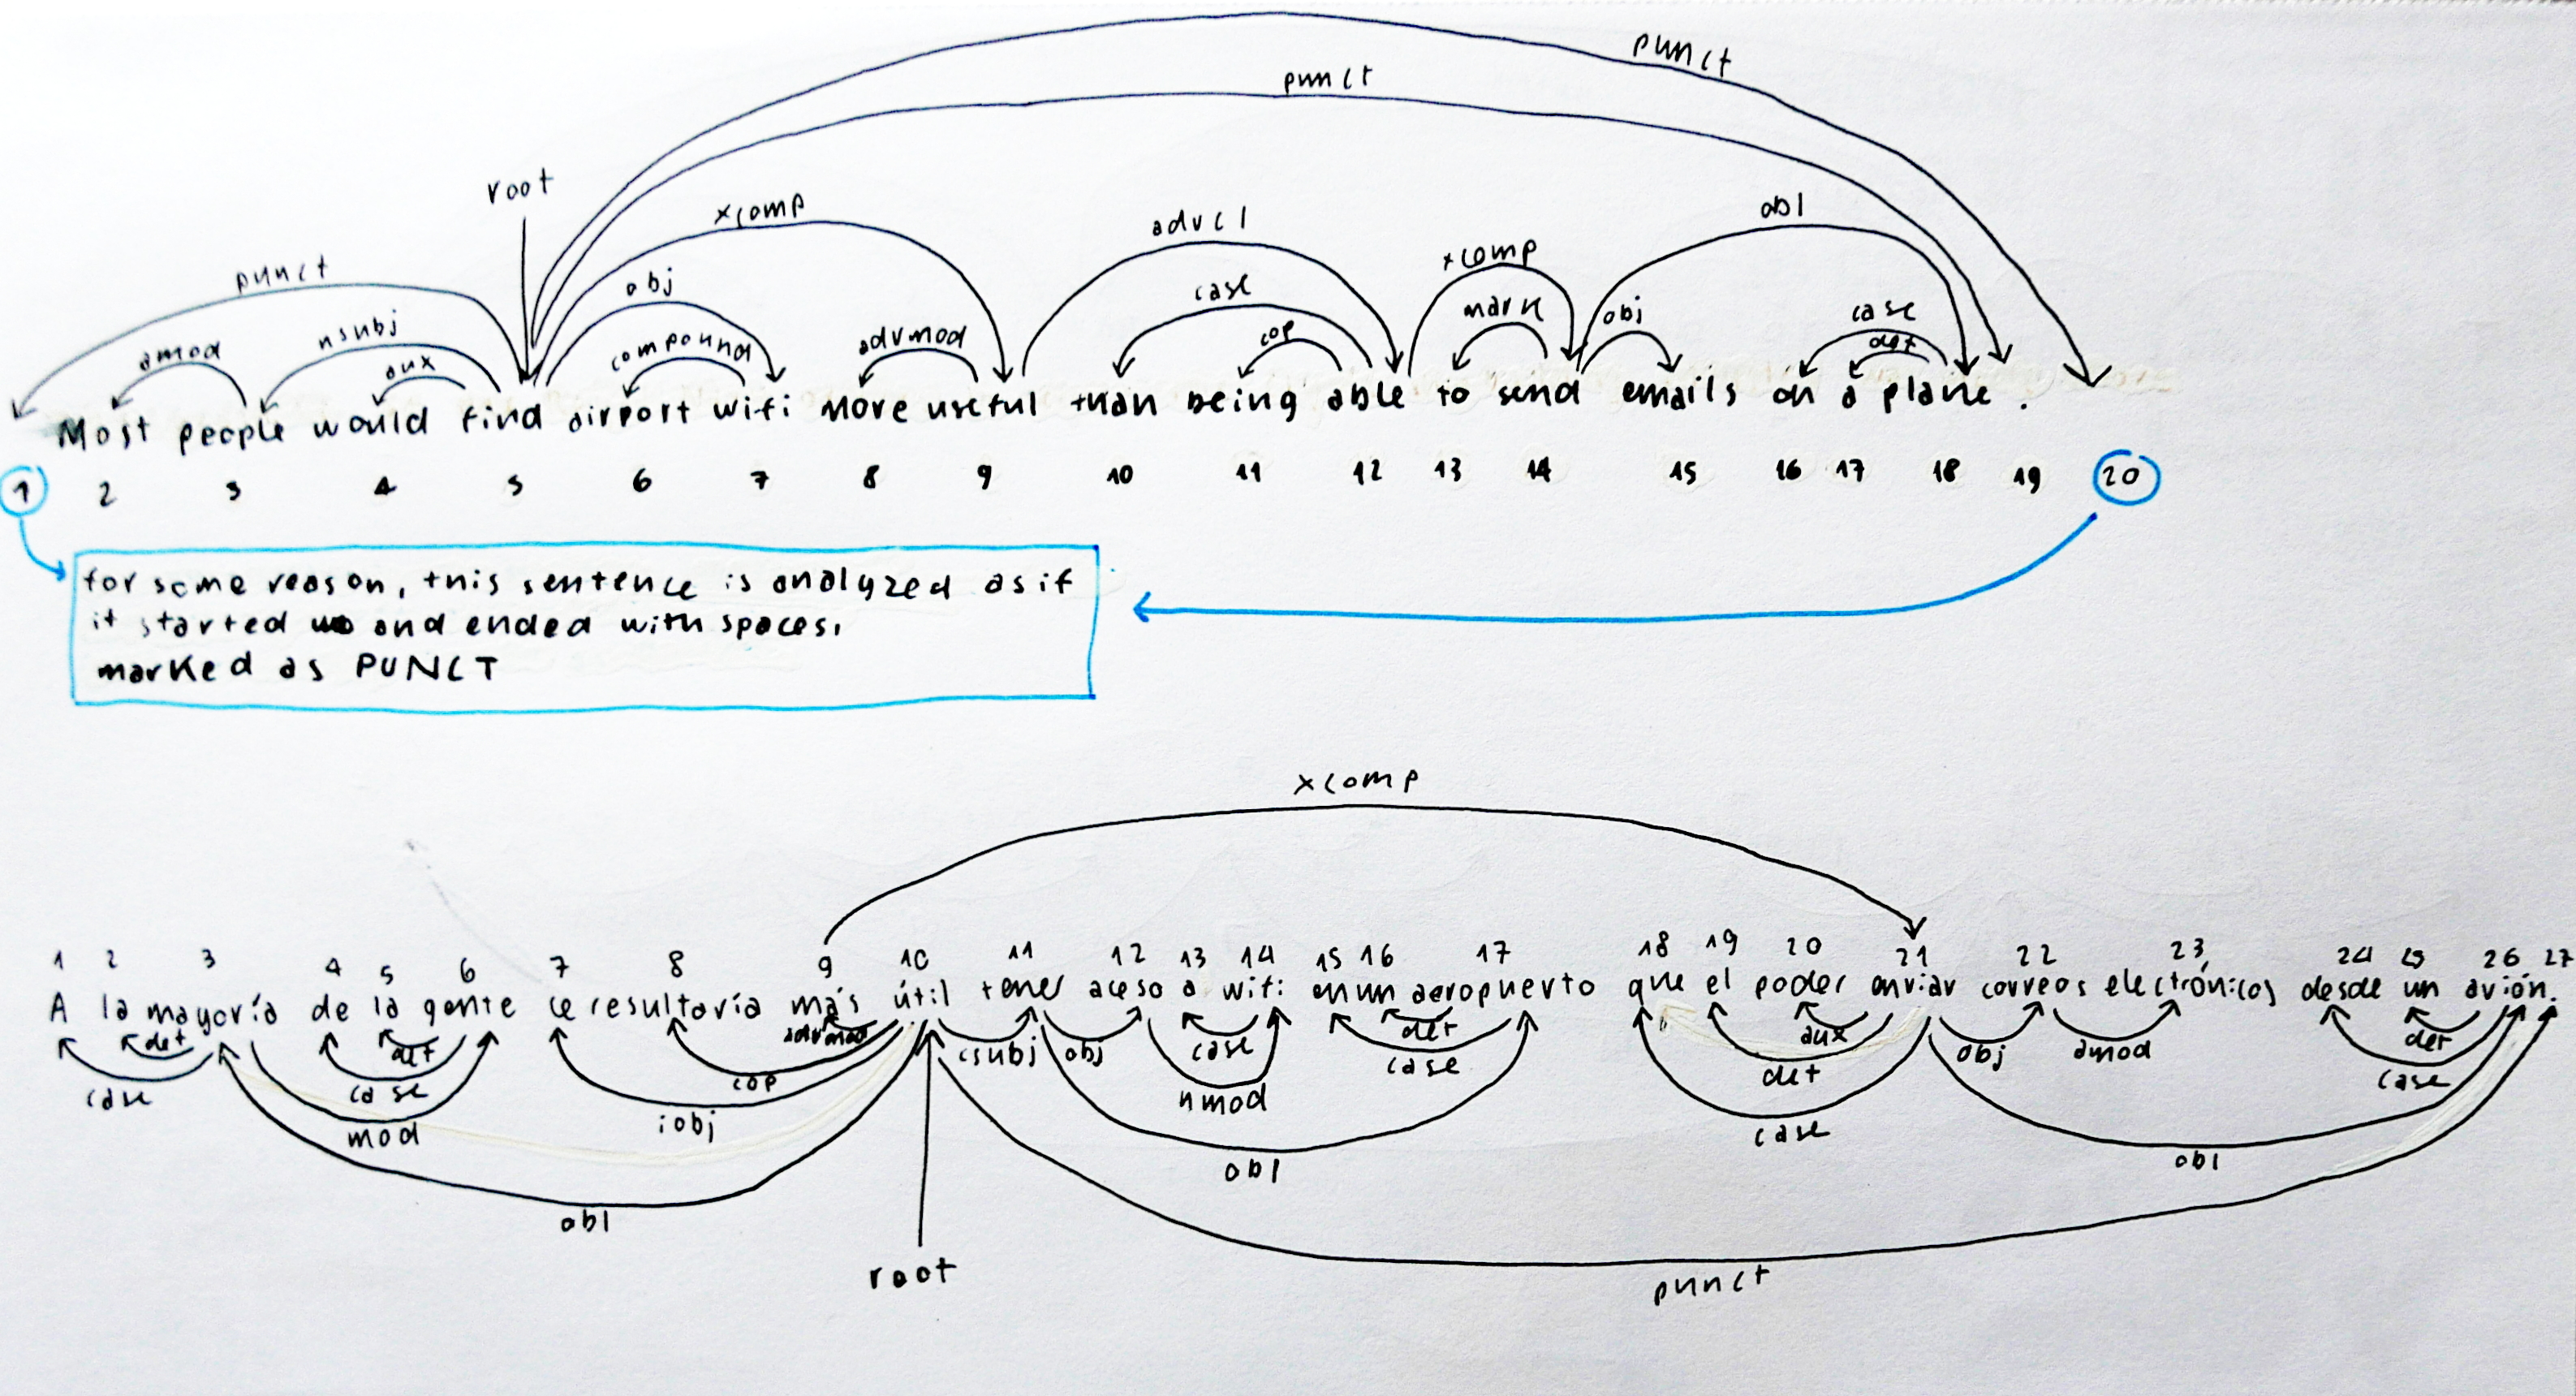 punct
punct
root
xcomp
advcl
obl
punct
obj
case
xcomp
amod
nsubj
aux
compound
advmod
cop
mark
obj
case
det
Most people would find airport wifi more useful than being able to send emails on a plane .
1 2 3 4 5 6 7 8 9 10 11 12 13 14 15 16 17 18 19 20
for some reason, this sentence is analyzed as if
it started and ended with spaces,
marked as PUNCT
xcomp
1 2 3 4 5 6 7 8 9 10 11 12 13 14 15 16 17 18 19 20 21 22 23 24 25 26 27
A la mayoría de la gente le resultaría más útil tener aceso a wifi en un aeropuerto que el poder enviar correos electrónicos desde un avión.
det det advmod csubj obj case det aux obj amod det
case case cop nmod case det case
mod iobj case
obl obl obl
root punct